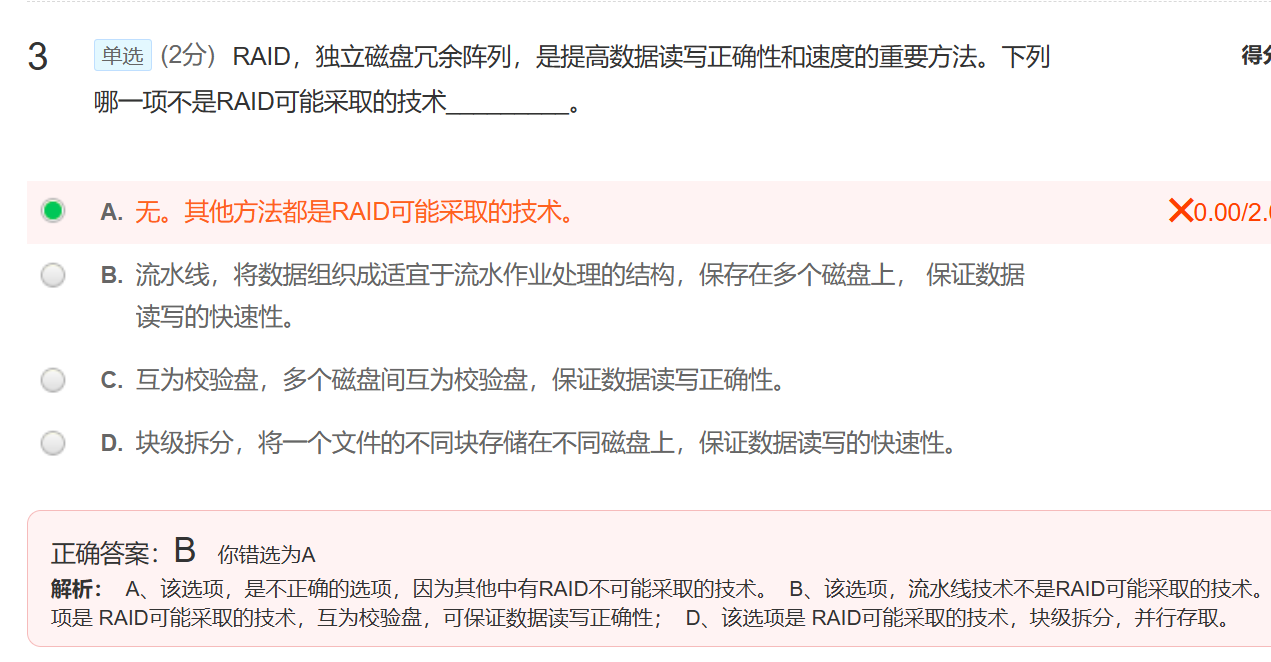 3 单选 (2分) RAID，独立磁盘冗余阵列，是提高数据读写正确性和速度的重要方法。下列 得分
哪一项不是RAID可能采取的技术_________。
A. 无。其他方法都是RAID可能采取的技术。 0.00/2.0
B. 流水线，将数据组织成适宜于流水作业处理的结构，保存在多个磁盘上， 保证数据
读写的快速性。
C. 互为校验盘，多个磁盘间互为校验盘，保证数据读写正确性。
D. 块级拆分，将一个文件的不同块存储在不同磁盘上，保证数据读写的快速性。
正确答案：B 你错选为A
解析： A、该选项，是不正确的选项，因为其他中有RAID不可能采取的技术。 B、该选项，流水线技术不是RAID可能采取的技术。
项是 RAID可能采取的技术，互为校验盘，可保证数据读写正确性； D、该选项是 RAID可能采取的技术，块级拆分，并行存取。